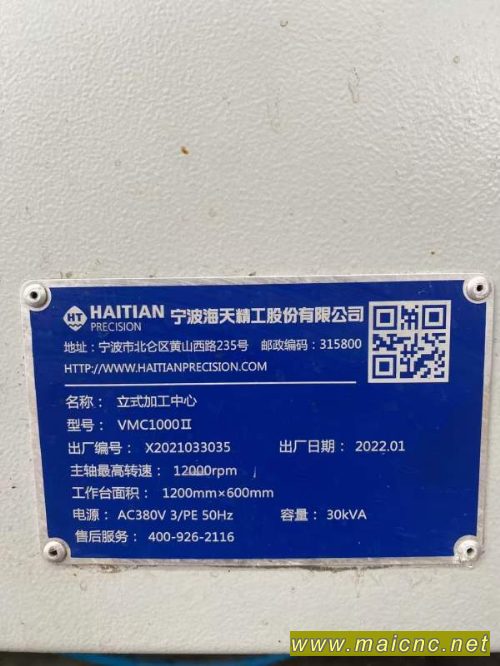 HT HAITIAN PRECISION 宁波海天精工股份有限公司
地址：宁波市北仑区黄山西路235号 邮政编码：315800
HTTP://WWW.HAITIANPRECISION.COM
名称： 立式加工中心
型号： VMC1000Ⅱ
出厂编号： X2021033035 出厂日期：2022.01
主轴最高转速： 12000rpm
工作台面积： 1200mm×600mm
电源： AC380V 3/PE 50Hz 容量： 30kVA
售后服务： 400-926-2116
www.maicnc.net